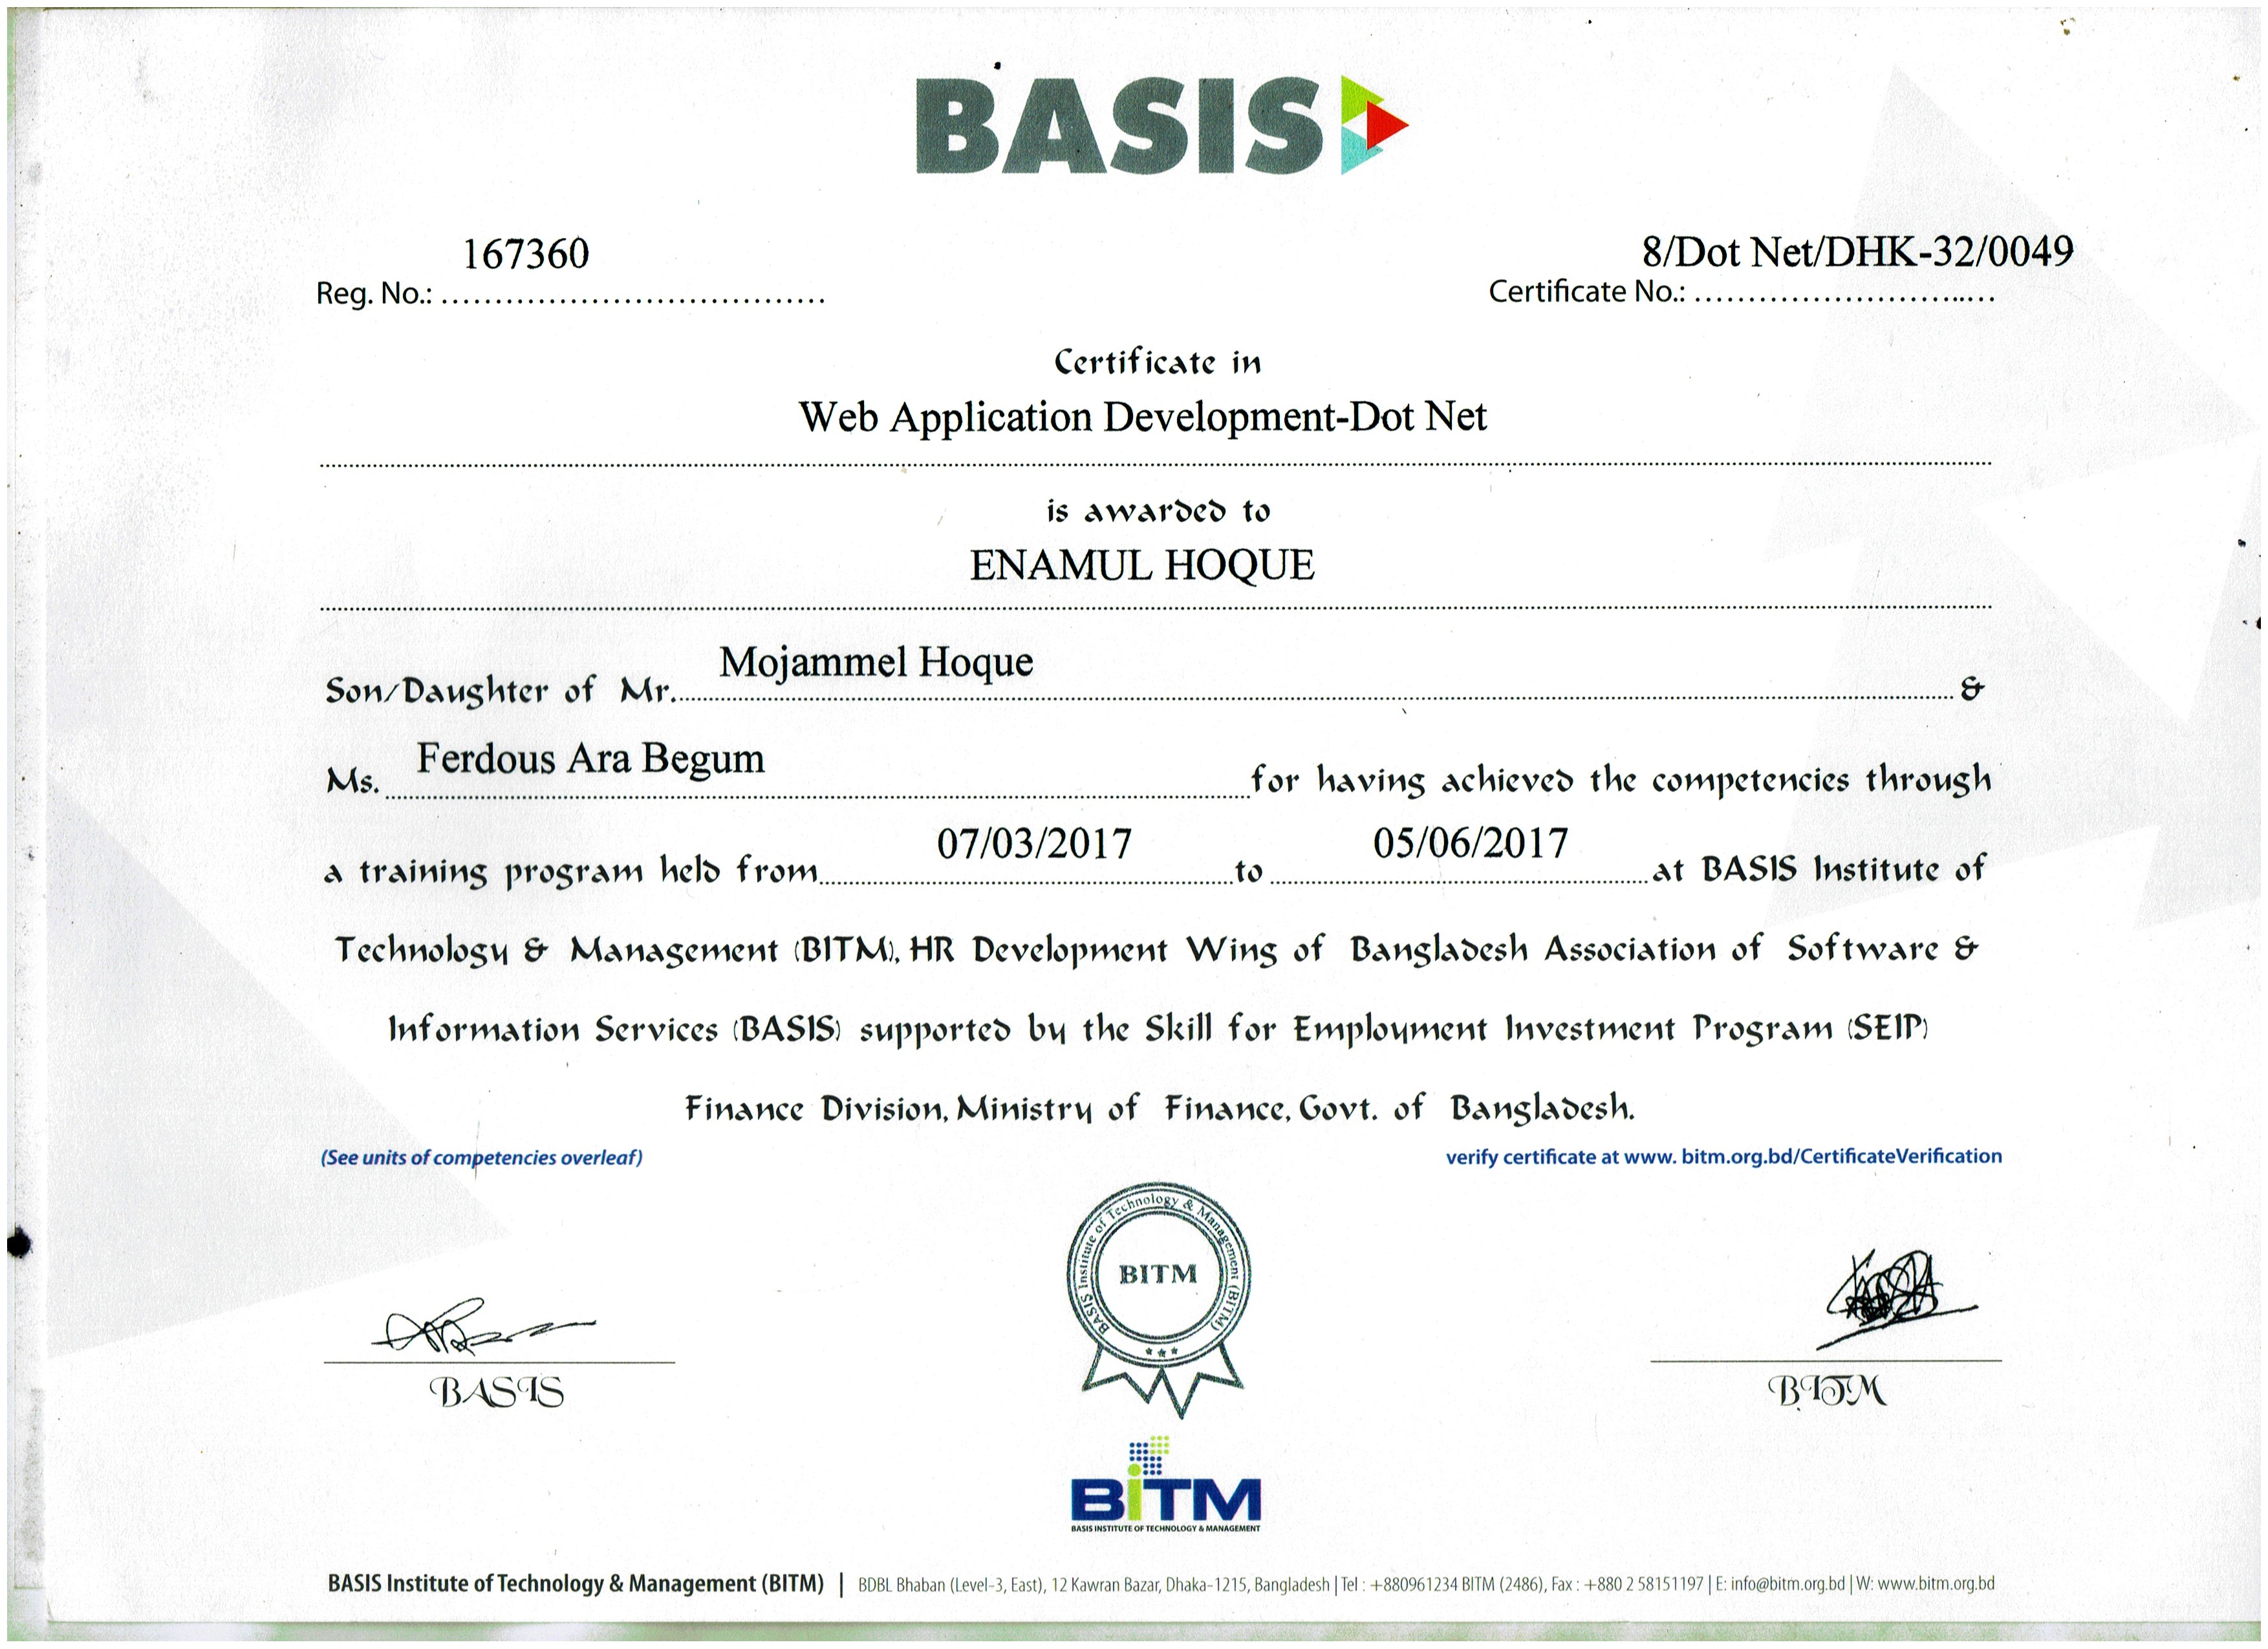 BASIS
167360
Reg. No.: ....................................
8/Dot Net/DHK-32/0049
Certificate No.: ............................
Certificate in
Web Application Development-Dot Net
is awarded to
ENAMUL HOQUE
Mojammel Hoque
Son/Daughter of Mr. &
Ferdous Ara Begum
Ms. for having achieved the competencies through
07/03/2017 05/06/2017
a training program held from to at BASIS Institute of
Technology & Management (BITM), HR Development Wing of Bangladesh Association of Software &
Information Services (BASIS) supported by the Skill for Employment Investment Program (SEIP)
Finance Division, Ministry of Finance, Govt. of Bangladesh.
(See units of competencies overleaf)
verify certificate at www. bitm.org.bd/CertificateVerification
BASIS Institute of Technology & Management (BITM)
BITM
BASIS
BITM
BiTM
BASIS INSTITUTE OF TECHNOLOGY & MANAGEMENT
BASIS Institute of Technology & Management (BITM) | BDBL Bhaban (Level-3, East), 12 Kawran Bazar, Dhaka-1215, Bangladesh | Tel : +880961234 BITM (2486), Fax : +880 2 58151197 | E: info@bitm.org.bd | W: www.bitm.org.bd